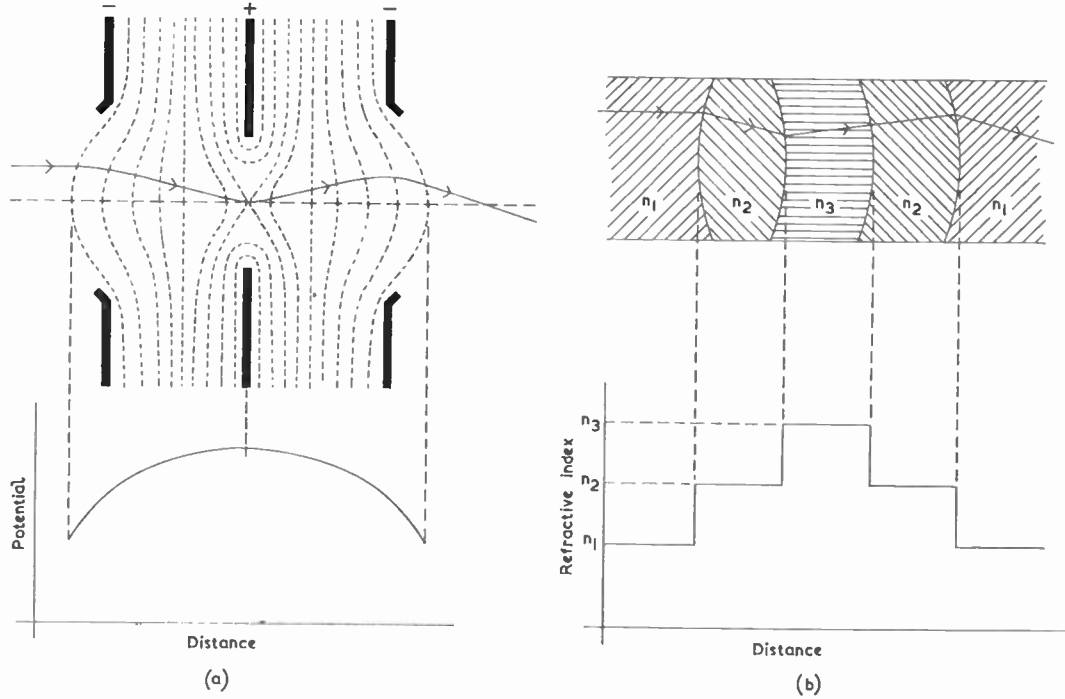 − + −
Potential
Distance
(a)
n1 n2 n3 n2 n1
n3
n2
n1
Refractive index
Distance
(b)